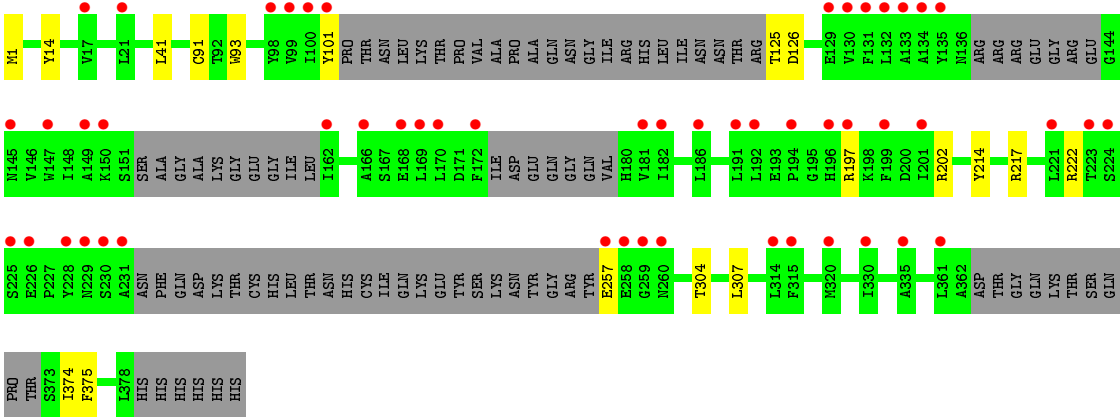 M1 Y14 V17 L21 L41 C91 T92 W93 Y98 V99 I100 Y101 PRO THR ASN LEU LYS THR PRO VAL ALA PRO ALA GLN ASN GLY ILE ARG HIS LEU ILE ASN ASN THR ARG T125 D126 E129 V130 F131 L132 A133 A134 Y135 N136 ARG ARG ARG GLU GLU GLY ARG GLU G144
N145 V146 W147 I148 A149 K150 S151 SER ALA GLY ALA LYS GLY GLU GLY ILE LEU I162 A166 S167 E168 L169 L170 D171 F172 ILE ASP GLU GLN GLY GLN VAL H180 V181 I182 L186 L191 L192 E193 P194 G195 H196 R197 K198 F199 D200 I201 R202 Y214 R217 L221 R222 T223 S224
S225 E226 P227 Y228 N229 S230 A231 ASN PHE GLN ASP LYS THR CYS HIS LEU THR ASN HIS CYS ILE GLN LYS GLU TYR SER LYS ASN TYR GLY ARG TYR E257 E258 G259 N260 T304 L307 L314 F315 M320 I330 A335 L361 A362 ASP THR GLY GLN LYS THR SER GLN
PRO THR S373 I374 F375 L378 HIS HIS HIS HIS HIS HIS